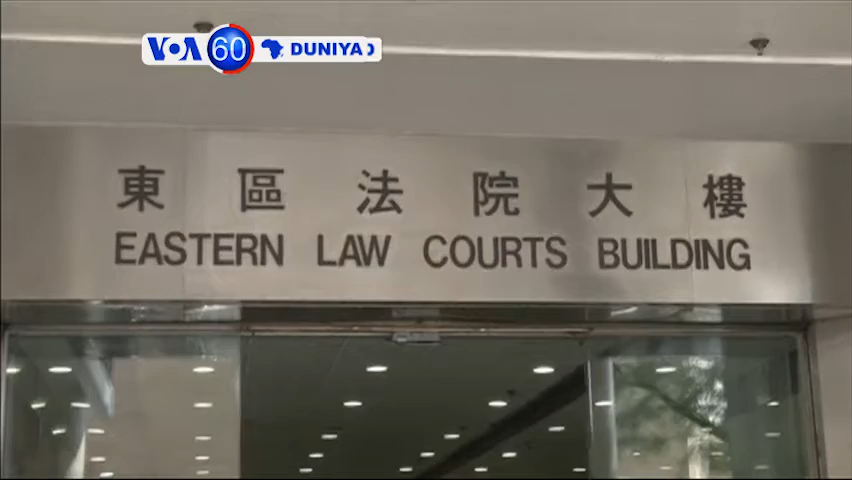 VOA 60 DUNIYA
東區法院大樓
EASTERN LAW COURTS BUILDING